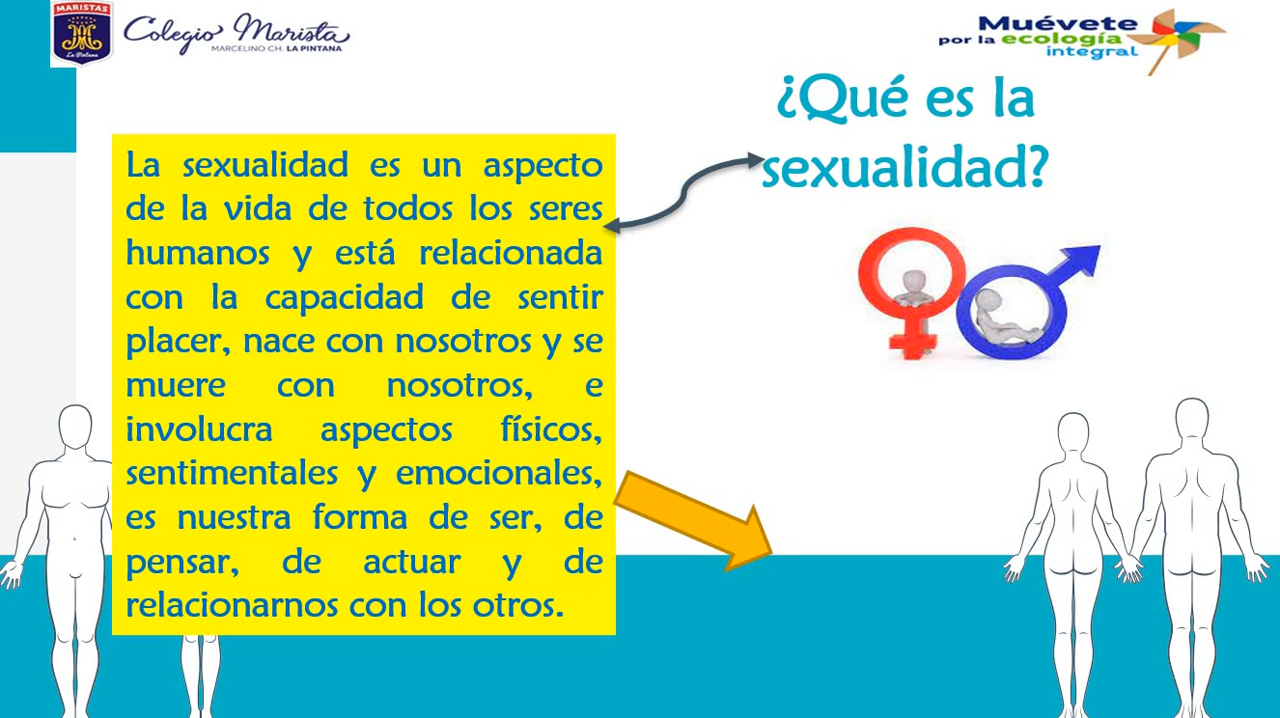 MARISTAS
La Pintana
Colegio Marista
MARCELINO CH. LA PINTANA
Muévete
por la ecología
integral
¿Qué es la
sexualidad?
La sexualidad es un aspecto
de la vida de todos los seres
humanos y está relacionada
con la capacidad de sentir
placer, nace con nosotros y se
muere con nosotros, e
involucra aspectos físicos,
sentimentales y emocionales,
es nuestra forma de ser, de
pensar, de actuar y de
relacionarnos con los otros.